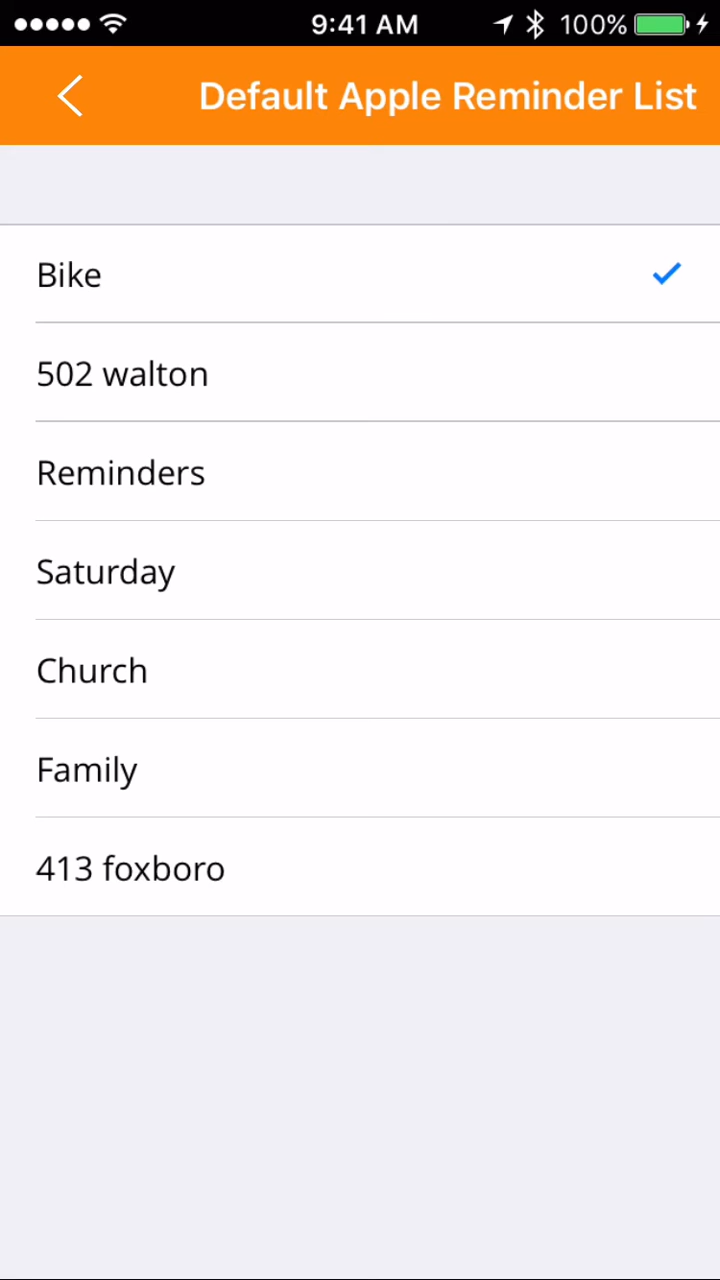 9:41 AM 100%
Default Apple Reminder List
Bike
502 walton
Reminders
Saturday
Church
Family
413 foxboro